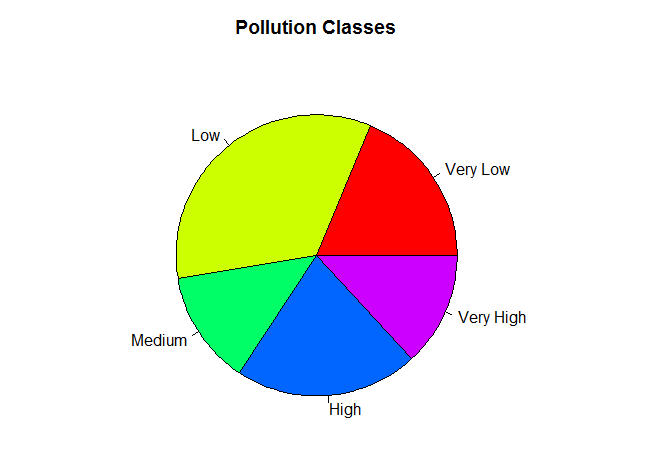 Pollution Classes
Low
Very Low
Very High
Medium
High